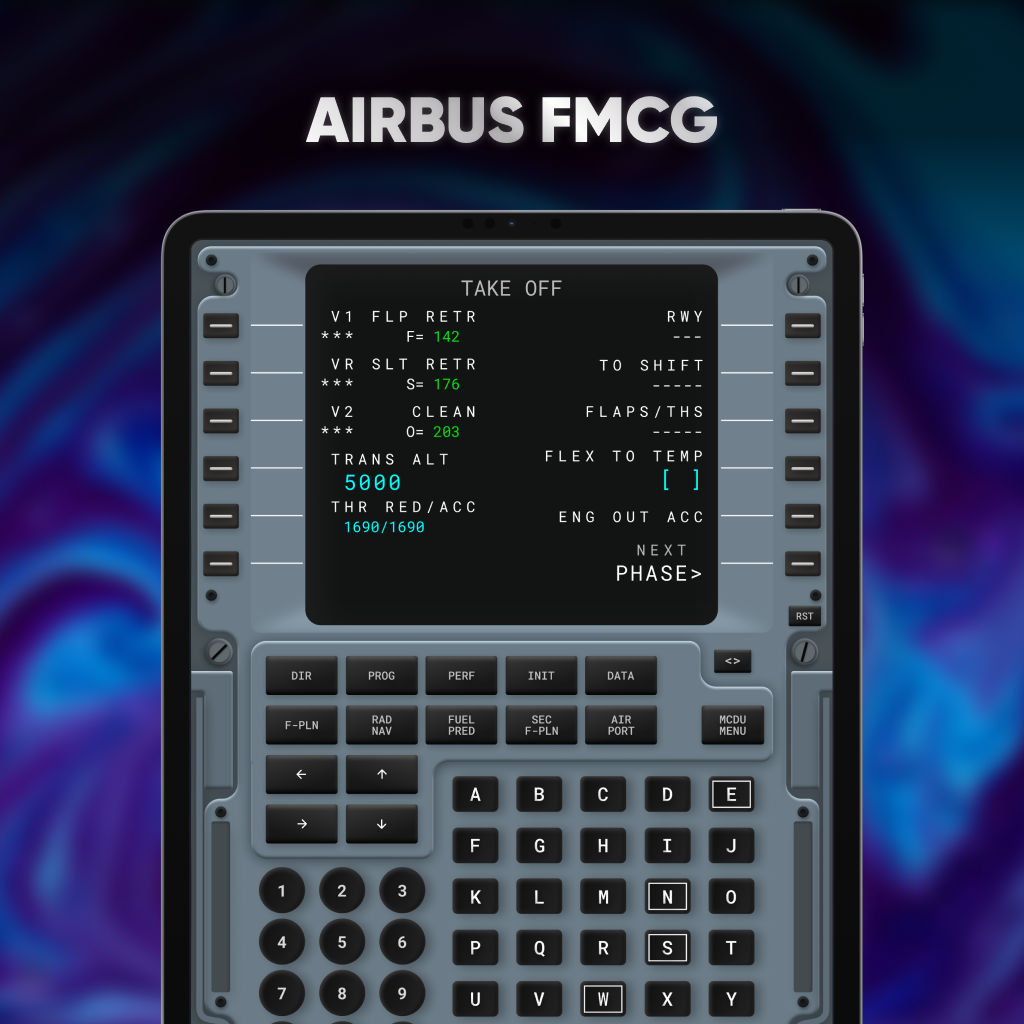 AIRBUS FMCG
TAKE OFF
V1 FLP RETR RWY
*** F= 142 ---
VR SLT RETR TO SHIFT
*** S= 176 -----
V2 CLEAN FLAPS/THS
*** O= 203 -----
TRANS ALT FLEX TO TEMP
5000 [ ]
THR RED/ACC ENG OUT ACC
1690/1690
NEXT
PHASE>
RST
<>
DIR PROG PERF INIT DATA
F-PLN RAD NAV FUEL PRED SEC F-PLN AIR PORT MCDU MENU
← ↑
→ ↓
A B C D E
F G H I J
1 2 3 K L M N O
4 5 6 P Q R S T
7 8 9 U V W X Y